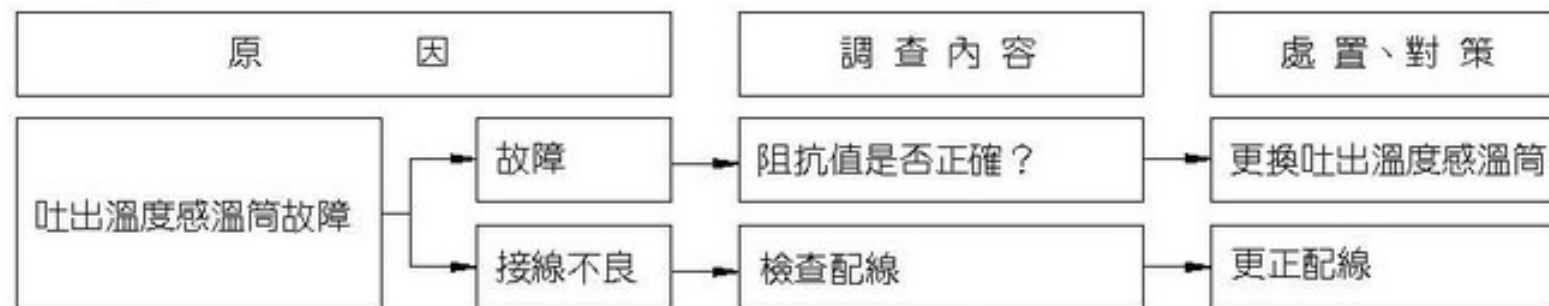 原 因
調 查 內 容
處 置、對 策
吐出溫度感溫筒故障
故障
阻抗值是否正確？
更換吐出溫度感溫筒
接線不良
檢查配線
更正配線